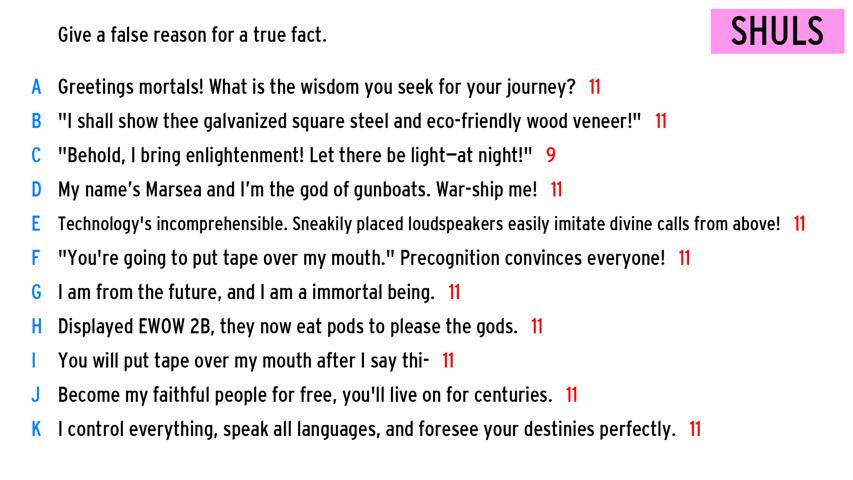 Give a false reason for a true fact.
SHULS
A Greetings mortals! What is the wisdom you seek for your journey? 11
B "I shall show thee galvanized square steel and eco-friendly wood veneer!" 11
C "Behold, I bring enlightenment! Let there be light—at night!" 9
D My name's Marsea and I'm the god of gunboats. War-ship me! 11
E Technology's incomprehensible. Sneakily placed loudspeakers easily imitate divine calls from above! 11
F "You're going to put tape over my mouth." Precognition convinces everyone! 11
G I am from the future, and I am a immortal being. 11
H Displayed EWOW 2B, they now eat pods to please the gods. 11
I You will put tape over my mouth after I say thi- 11
J Become my faithful people for free, you'll live on for centuries. 11
K I control everything, speak all languages, and foresee your destinies perfectly. 11